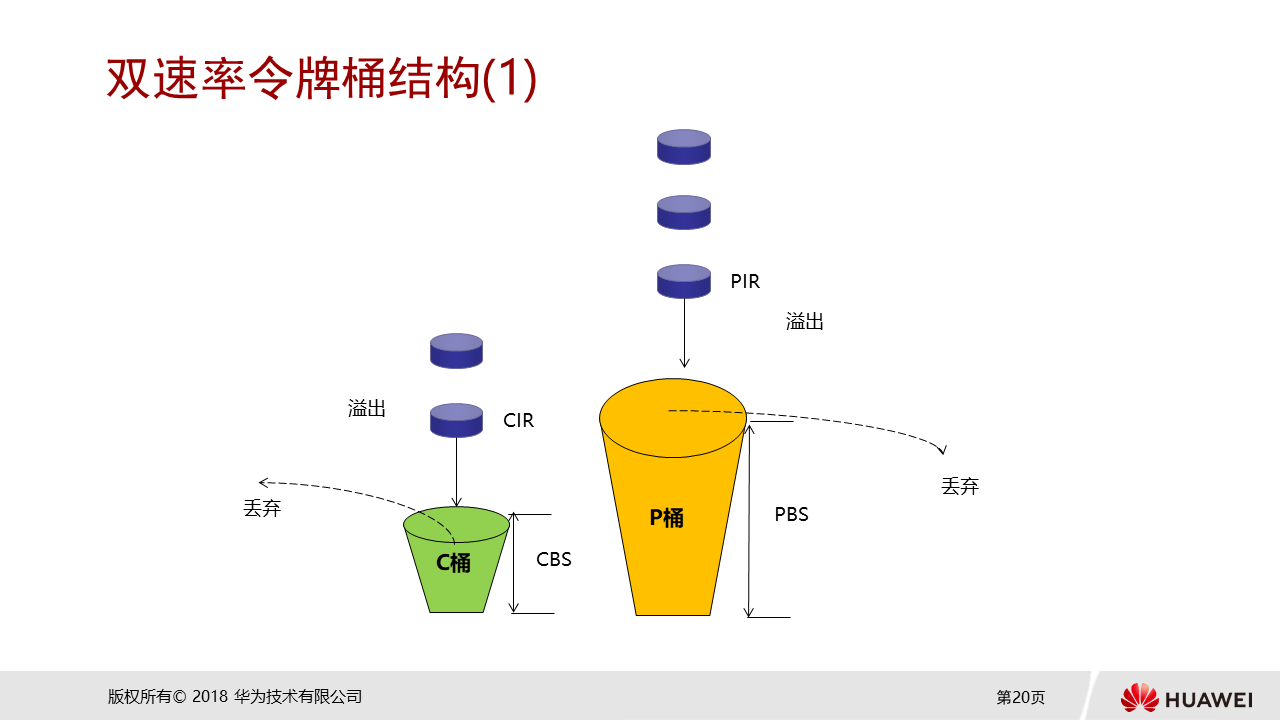 双速率令牌桶结构(1)
PIR
溢出
溢出
CIR
丢弃
丢弃
P桶
PBS
C桶
CBS
版权所有© 2018 华为技术有限公司
第20页
HUAWEI